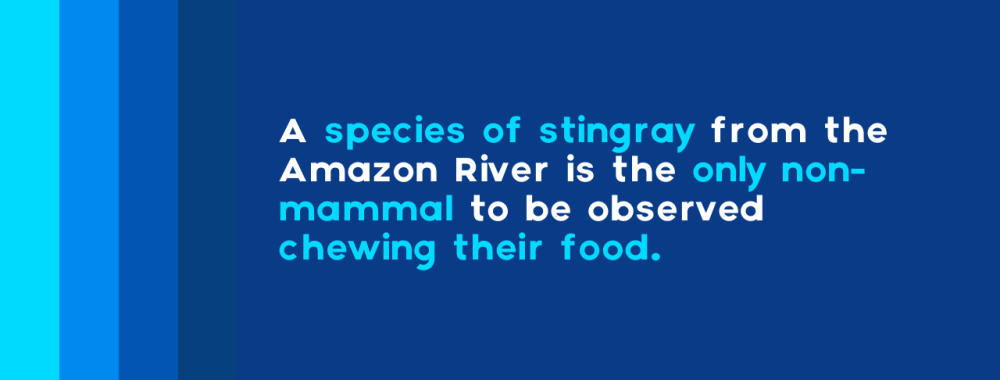 A species of stingray from the
Amazon River is the only non-
mammal to be observed
chewing their food.